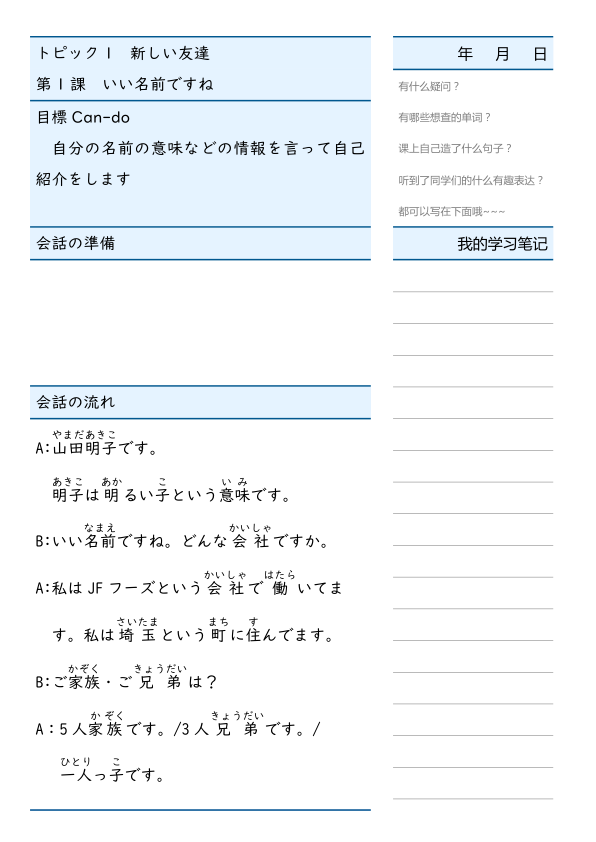 トピック1　新しい友達
第1課　いい名前ですね
目標 Can-do
自分の名前の意味などの情報を言って自己
紹介をします
会話の準備
会話の流れ
やまだあきこ
A:山田明子です。
あきこ　あか　こ　いみ
明子は明るい子という意味です。
なまえ　かいしゃ
B:いい名前ですね。どんな会社ですか。
かいしゃ　はたら
A:私は JF フーズという会社で働いてま
さいたま　まち　す
す。私は埼玉という町に住んでます。
かぞく　きょうだい
B:ご家族・ご兄弟は？
かぞく　きょうだい
A：5人家族です。/3人兄弟です。/
ひとり　こ
一人っ子です。
年　月　日
有什么疑问？
有哪些想查的单词？
课上自己造了什么句子？
听到了同学们的什么有趣表达？
都可以写在下面哦~~~
我的学习笔记